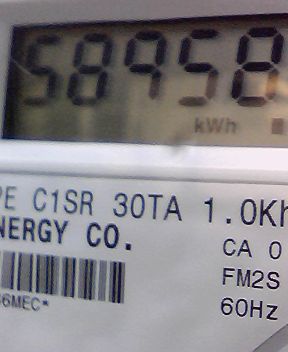 58958
kWh
PE C1SR 30TA 1.0Kh
NERGY CO.
CA 0
FM2S
6MEC*
60Hz